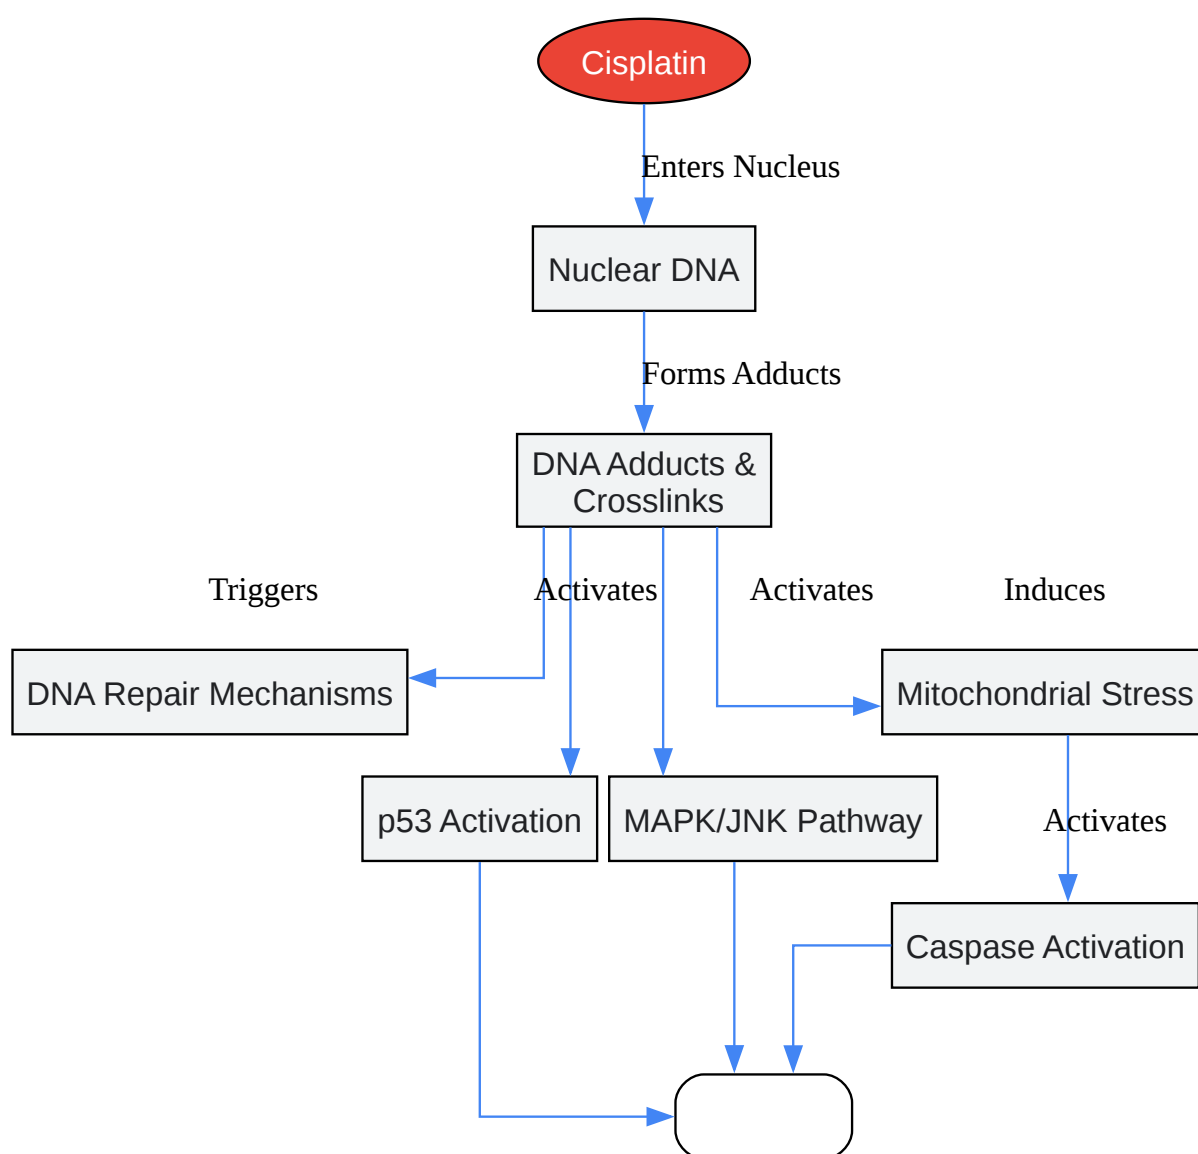 Cisplatin
Enters Nucleus
Nuclear DNA
Forms Adducts
DNA Adducts &
Crosslinks
Triggers
Activates
Activates
Induces
DNA Repair Mechanisms
Mitochondrial Stress
p53 Activation
MAPK/JNK Pathway
Activates
Caspase Activation